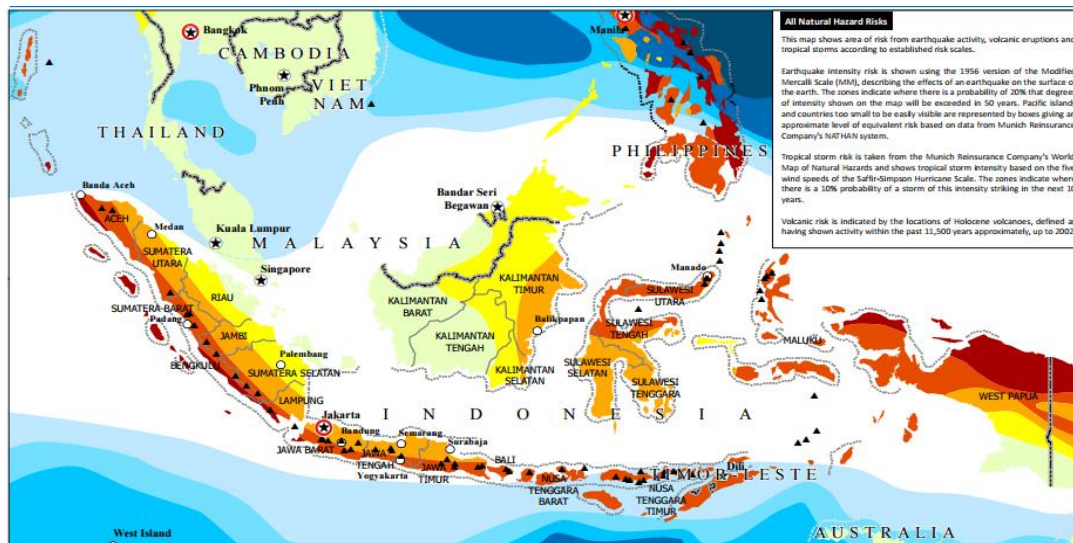 Bangkok
CAMBODIA
Phnom
Penh
VIET
NAM
THAILAND
Manila
PHILIPPINES
All Natural Hazard Risks
This map shows area of risk from earthquake activity, volcanic eruptions and
tropical storms according to established risk scales.
Earthquake intensity risk is shown using the 1956 version of the Modified
Mercalli Scale (MM), describing the effects of an earthquake on the surface o
the earth. The zones indicate where there is a probability of 20% that degree
of intensity shown on the map will be exceeded in 50 years. Pacific island
and countries too small to be easily visible are represented by boxes giving an
approximate level of equivalent risk based on data from Munich Reinsurance
Company's NATHAN system.
Tropical storm risk is taken from the Munich Reinsurance Company's World
Map of Natural Hazards and shows tropical storm intensity based on the five
wind speeds of the Saffir-Simpson Hurricane Scale. The zones indicate where
there is a 10% probability of a storm of this intensity striking in the next 10
years.
Volcanic risk is indicated by the locations of Holocene volcanoes, defined a
having shown activity within the past 11,500 years approximately, up to 2002
Banda Aceh
ACEH
Medan
SUMATERA
UTARA
Kuala Lumpur
MALAYSIA
Bandar Seri
Begawan
Singapore
RIAU
SUMATERA BARAT
Padang
JAMBI
BENGKULU
Palembang
SUMATERA SELATAN
LAMPUNG
KALIMANTAN
BARAT
KALIMANTAN
TIMUR
KALIMANTAN
TENGAH
Balikpapan
KALIMANTAN
SELATAN
Manado
SULAWESI
UTARA
SULAWESI
TENGAH
SULAWESI
SELATAN
SULAWESI
TENGGARA
MALUKU
WEST PAPUA
INDONESIA
Jakarta
Bandung
Semarang
Surabaja
JAWA BARAT
JAWA
TENGAH
Yogyakarta
JAWA
TIMUR
BALI
NUSA
TENGGARA
BARAT
NUSA
TENGGARA
TIMUR
Dili
TIMOR-LESTE
West Island
AUSTRALIA